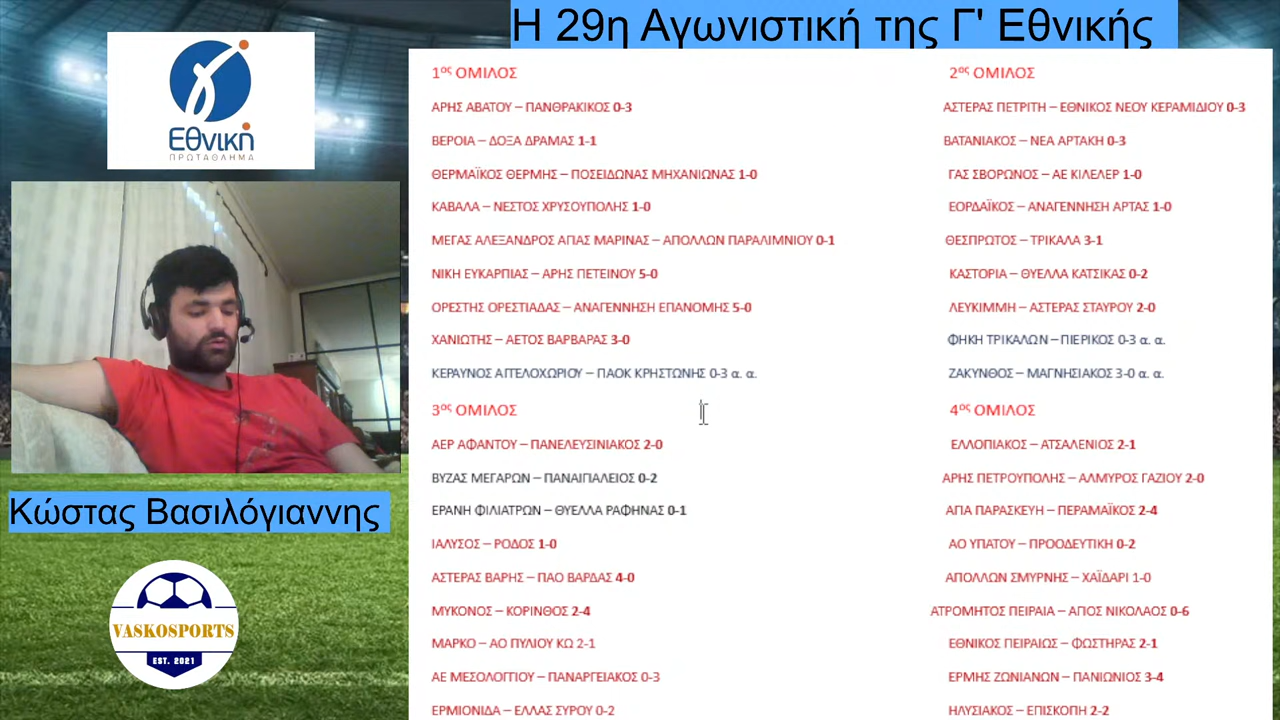 Η 29η Αγωνιστική της Γ' Εθνικής
γ
Εθνική
ΠΡΩΤΑΘΛΗΜΑ
Κώστας Βασιλόγιαννης
VASKOSPORTS
EST. 2021
1ος ΟΜΙΛΟΣ
ΑΡΗΣ ΑΒΑΤΟΥ – ΠΑΝΘΡΑΚΙΚΟΣ 0-3
ΒΕΡΟΙΑ – ΔΟΞΑ ΔΡΑΜΑΣ 1-1
ΘΕΡΜΑΪΚΟΣ ΘΕΡΜΗΣ – ΠΟΣΕΙΔΩΝΑΣ ΜΗΧΑΝΙΩΝΑΣ 1-0
ΚΑΒΑΛΑ – ΝΕΣΤΟΣ ΧΡΥΣΟΥΠΟΛΗΣ 1-0
ΜΕΓΑΣ ΑΛΕΞΑΝΔΡΟΣ ΑΓΙΑΣ ΜΑΡΙΝΑΣ – ΑΠΟΛΛΩΝ ΠΑΡΑΛΙΜΝΙΟΥ 0-1
ΝΙΚΗ ΕΥΚΑΡΠΙΑΣ – ΑΡΗΣ ΠΕΤΕΙΝΟΥ 5-0
ΟΡΕΣΤΗΣ ΟΡΕΣΤΙΑΔΑΣ – ΑΝΑΓΕΝΝΗΣΗ ΕΠΑΝΟΜΗΣ 5-0
ΧΑΝΙΩΤΗΣ – ΑΕΤΟΣ ΒΑΡΒΑΡΑΣ 3-0
ΚΕΡΑΥΝΟΣ ΑΓΓΕΛΟΧΩΡΙΟΥ – ΠΑΟΚ ΚΡΗΣΤΩΝΗΣ 0-3 α. α.
2ος ΟΜΙΛΟΣ
ΑΣΤΕΡΑΣ ΠΕΤΡΙΤΗ – ΕΘΝΙΚΟΣ ΝΕΟΥ ΚΕΡΑΜΙΔΙΟΥ 0-3
ΒΑΤΑΝΙΑΚΟΣ – ΝΕΑ ΑΡΤΑΚΗ 0-3
ΓΑΣ ΣΒΟΡΩΝΟΣ – ΑΕ ΚΙΛΕΛΕΡ 1-0
ΕΟΡΔΑΪΚΟΣ – ΑΝΑΓΕΝΝΗΣΗ ΑΡΤΑΣ 1-0
ΘΕΣΠΡΩΤΟΣ – ΤΡΙΚΑΛΑ 3-1
ΚΑΣΤΟΡΙΑ – ΘΥΕΛΛΑ ΚΑΤΣΙΚΑΣ 0-2
ΛΕΥΚΙΜΜΗ – ΑΣΤΕΡΑΣ ΣΤΑΥΡΟΥ 2-0
ΦΗΚΗ ΤΡΙΚΑΛΩΝ – ΠΙΕΡΙΚΟΣ 0-3 α. α.
ΖΑΚΥΝΘΟΣ – ΜΑΓΝΗΣΙΑΚΟΣ 3-0 α. α.
3ος ΟΜΙΛΟΣ
ΑΕΡ ΑΦΑΝΤΟΥ – ΠΑΝΕΛΕΥΣΙΝΙΑΚΟΣ 2-0
ΒΥΖΑΣ ΜΕΓΑΡΩΝ – ΠΑΝΑΙΓΙΑΛΕΙΟΣ 0-2
ΕΡΑΝΗ ΦΙΛΙΑΤΡΩΝ – ΘΥΕΛΛΑ ΡΑΦΗΝΑΣ 0-1
ΙΑΛΥΣΟΣ – ΡΟΔΟΣ 1-0
ΑΣΤΕΡΑΣ ΒΑΡΗΣ – ΠΑΟ ΒΑΡΔΑΣ 4-0
ΜΥΚΟΝΟΣ – ΚΟΡΙΝΘΟΣ 2-4
ΜΑΡΚΟ – ΑΟ ΠΥΛΙΟΥ ΚΩ 2-1
ΑΕ ΜΕΣΟΛΟΓΓΙΟΥ – ΠΑΝΑΡΓΕΙΑΚΟΣ 0-3
ΕΡΜΙΟΝΙΔΑ – ΕΛΛΑΣ ΣΥΡΟΥ 0-2
4ος ΟΜΙΛΟΣ
ΕΛΛΟΠΙΑΚΟΣ – ΑΤΣΑΛΕΝΙΟΣ 2-1
ΑΡΗΣ ΠΕΤΡΟΥΠΟΛΗΣ – ΑΛΜΥΡΟΣ ΓΑΖΙΟΥ 2-0
ΑΓΙΑ ΠΑΡΑΣΚΕΥΗ – ΠΕΡΑΜΑΪΚΟΣ 2-4
ΑΟ ΥΠΑΤΟΥ – ΠΡΟΟΔΕΥΤΙΚΗ 0-2
ΑΠΟΛΛΩΝ ΣΜΥΡΝΗΣ – ΧΑΪΔΑΡΙ 1-0
ΑΤΡΟΜΗΤΟΣ ΠΕΙΡΑΙΑ – ΑΓΙΟΣ ΝΙΚΟΛΑΟΣ 0-6
ΕΘΝΙΚΟΣ ΠΕΙΡΑΙΩΣ – ΦΩΣΤΗΡΑΣ 2-1
ΕΡΜΗΣ ΖΩΝΙΑΝΩΝ – ΠΑΝΙΩΝΙΟΣ 3-4
ΗΛΥΣΙΑΚΟΣ – ΕΠΙΣΚΟΠΗ 2-2